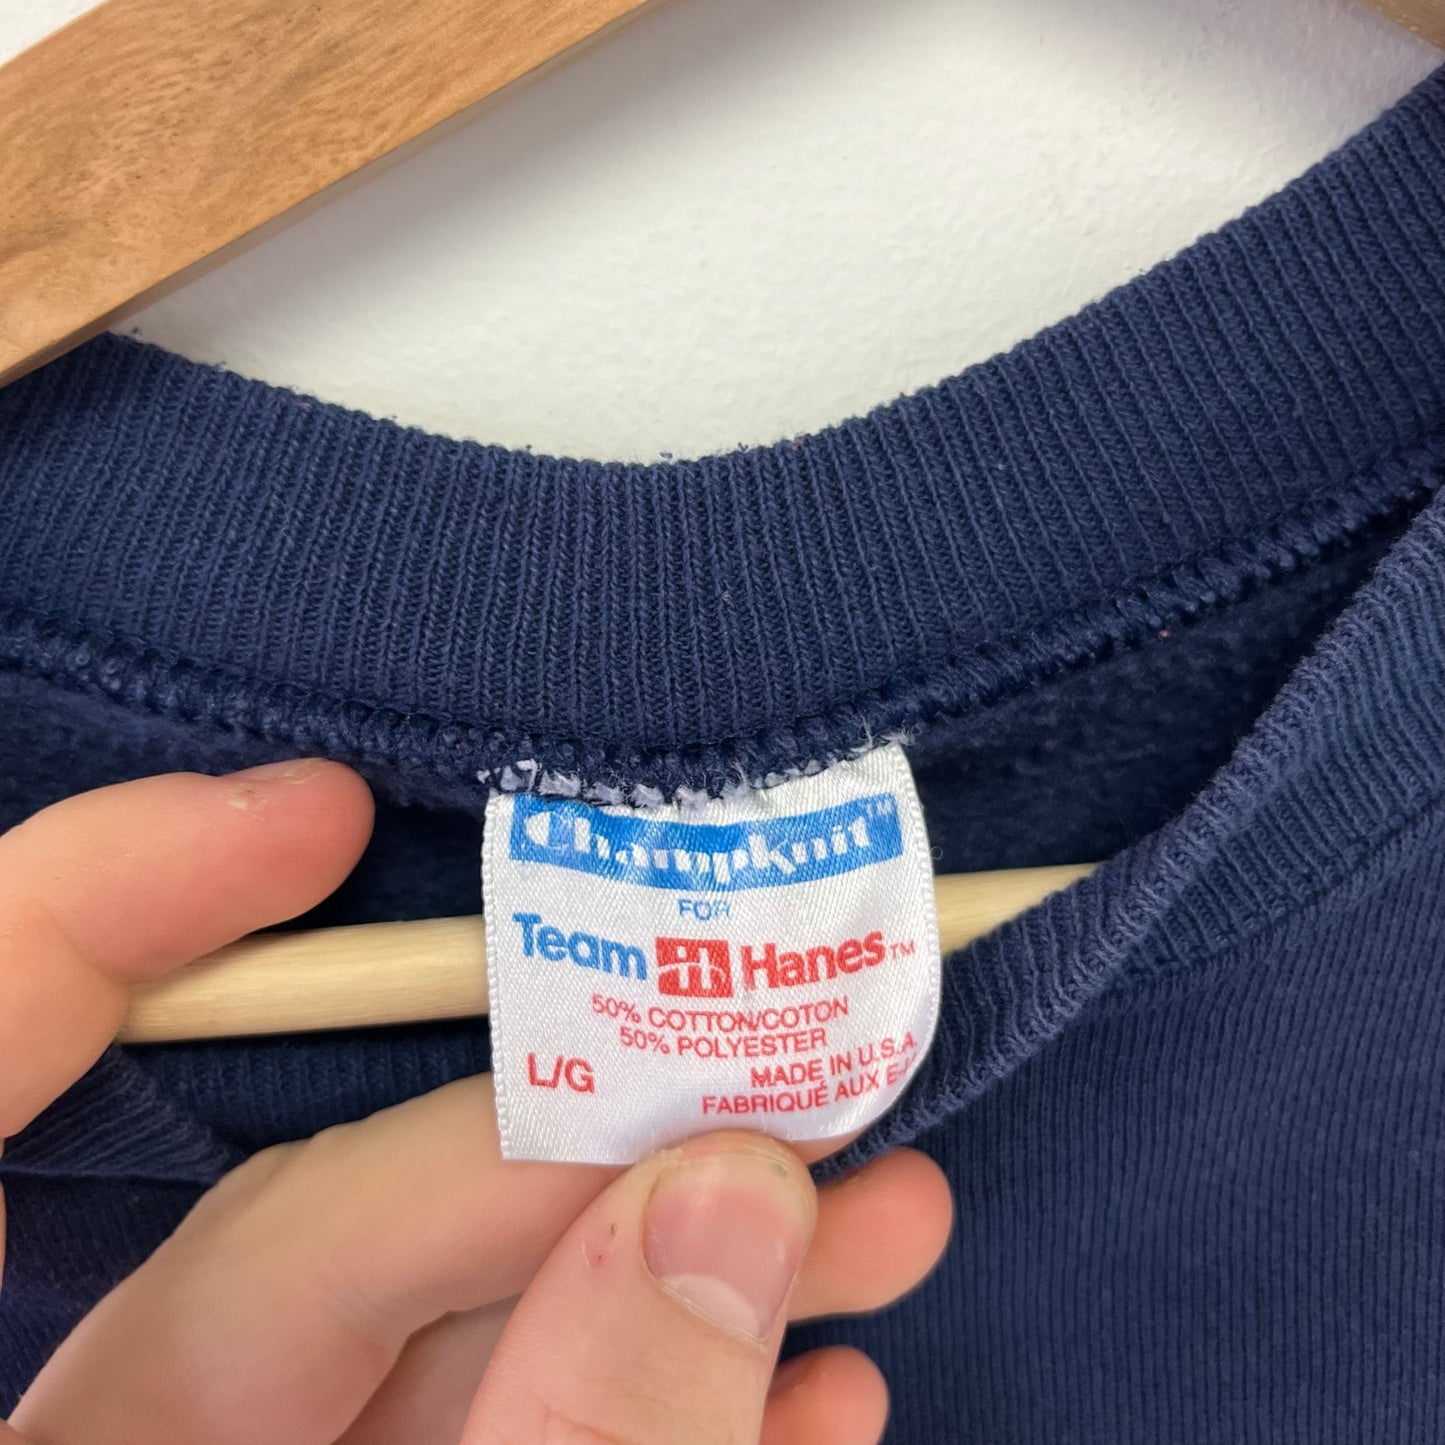 Champknit™
FOR
Team Hanes™
50% COTTON/COTON
50% POLYESTER
L/G
MADE IN U.S.A.
FABRIQUÉ AUX